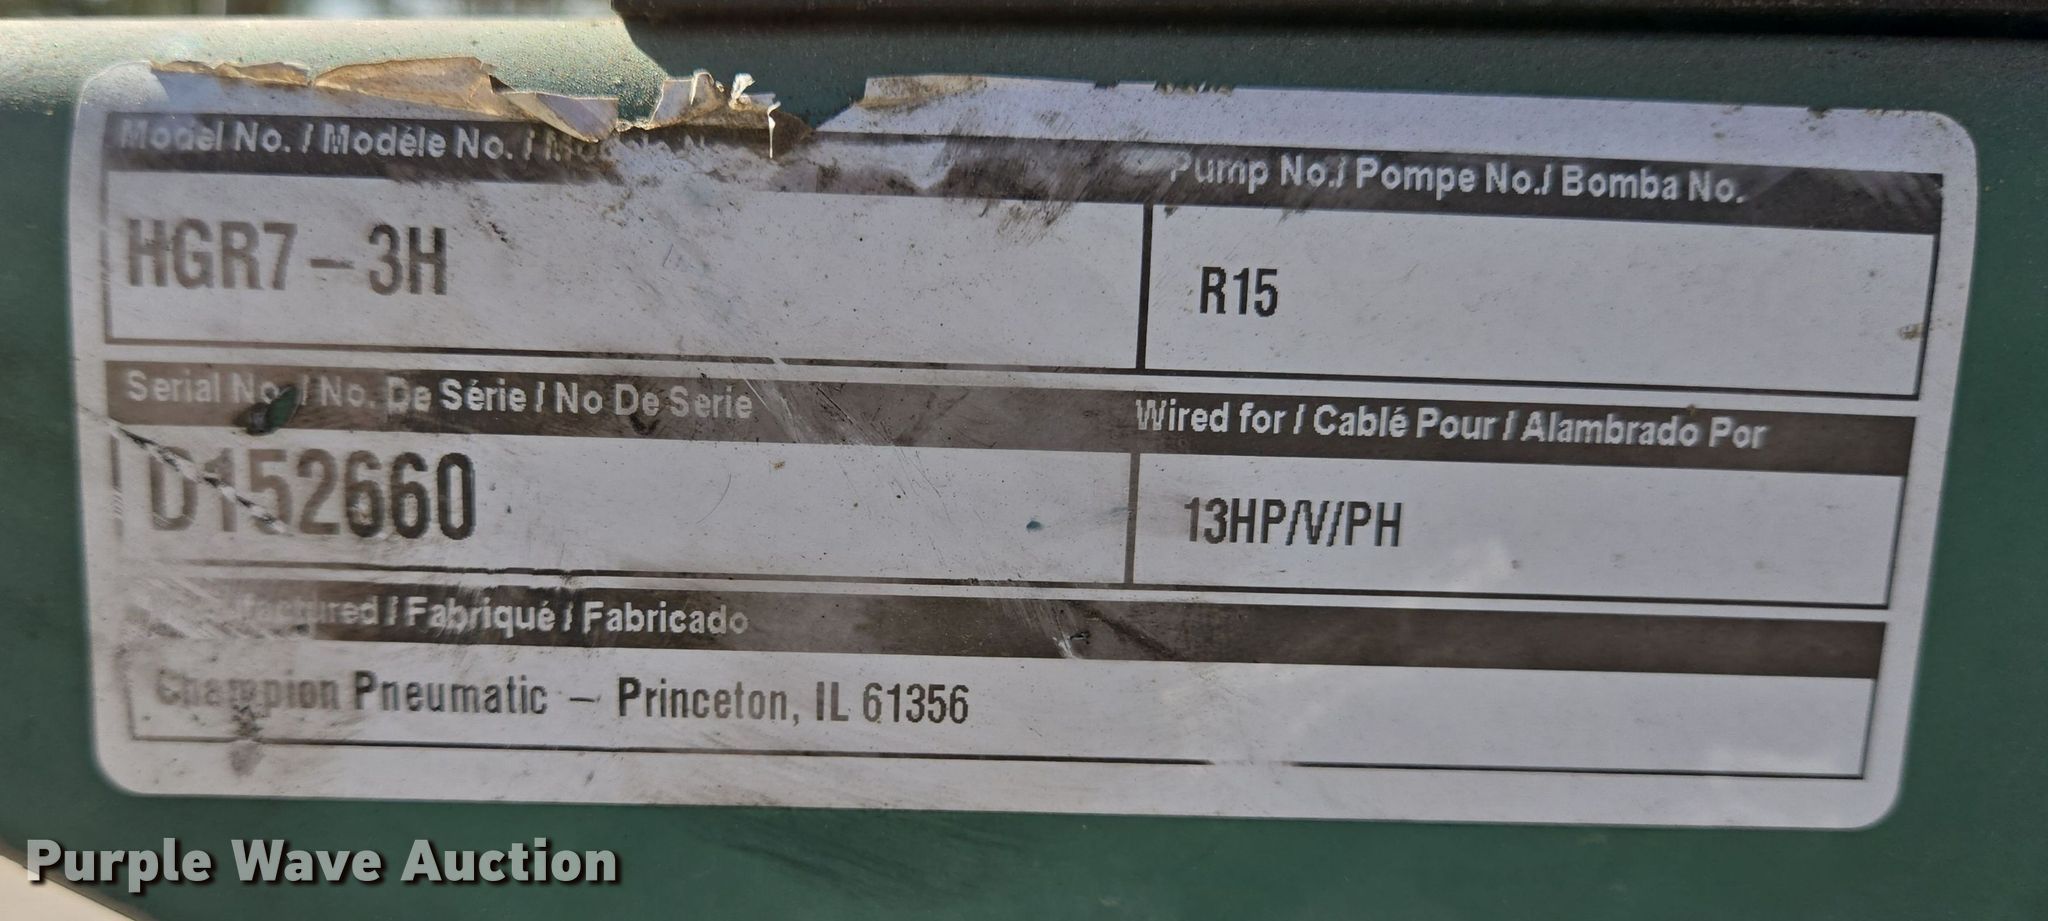 Model No. / Modéle No. /
Pump No./ Pompe No./ Bomba No.
HGR7-3H
R15
Serial No. / No. De Série / No De Serie
Wired for / Cablé Pour / Alambrado Por
D152660
13HP/V/PH
/ Fabriqué / Fabricado
Champion Pneumatic - Princeton, IL 61356
Purple Wave Auction